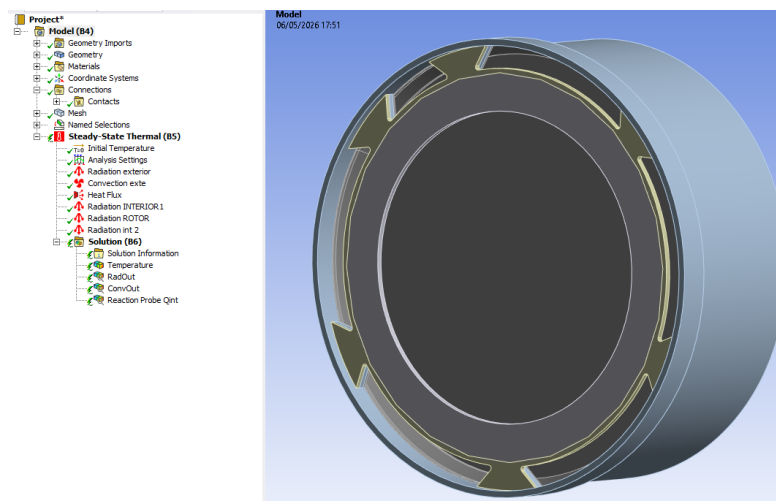 Project*
Model (B4)
Geometry Imports
Geometry
Materials
Coordinate Systems
Connections
Contacts
Mesh
Named Selections
Steady-State Thermal (B5)
Initial Temperature
Analysis Settings
Radiation exterior
Convection exte
Heat Flux
Radiation INTERIOR1
Radiation ROTOR
Radiation int 2
Solution (B6)
Solution Information
Temperature
RadOut
ConvOut
Reaction Probe Qint
Model
06/05/2026 17:51